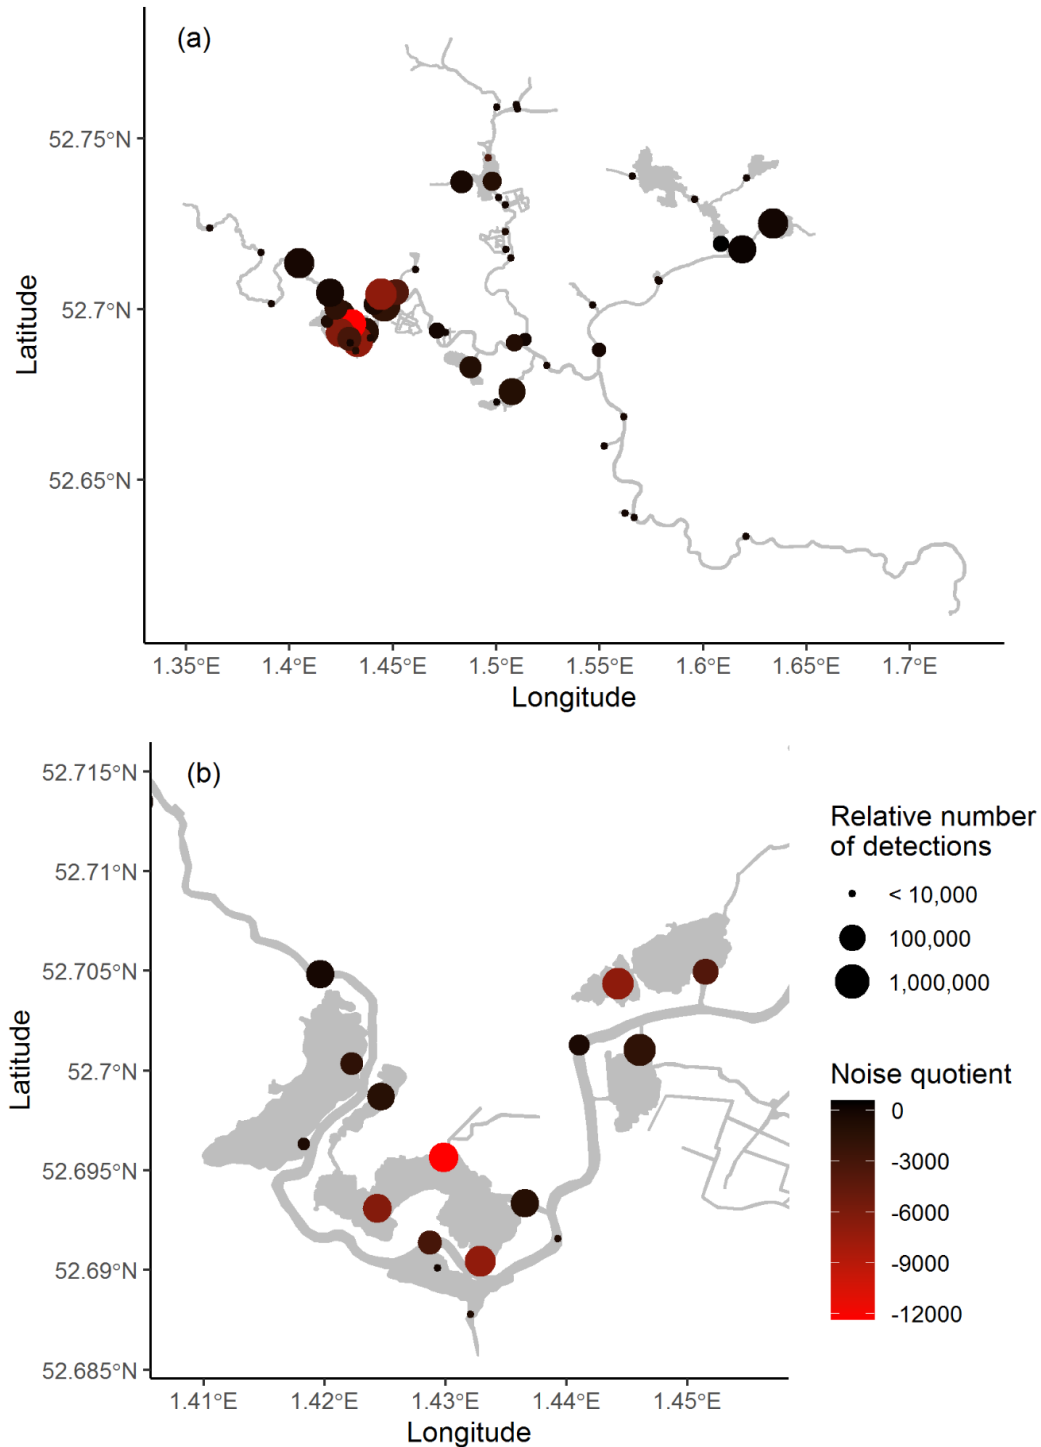 (a)
52.75°N
52.7°N
52.65°N
Latitude
1.35°E 1.4°E 1.45°E 1.5°E 1.55°E 1.6°E 1.65°E 1.7°E
Longitude
(b)
52.715°N
52.71°N
52.705°N
52.7°N
52.695°N
52.69°N
52.685°N
Latitude
1.41°E 1.42°E 1.43°E 1.44°E 1.45°E
Longitude
Relative number
of detections
< 10,000
100,000
1,000,000
Noise quotient
0
-3000
-6000
-9000
-12000